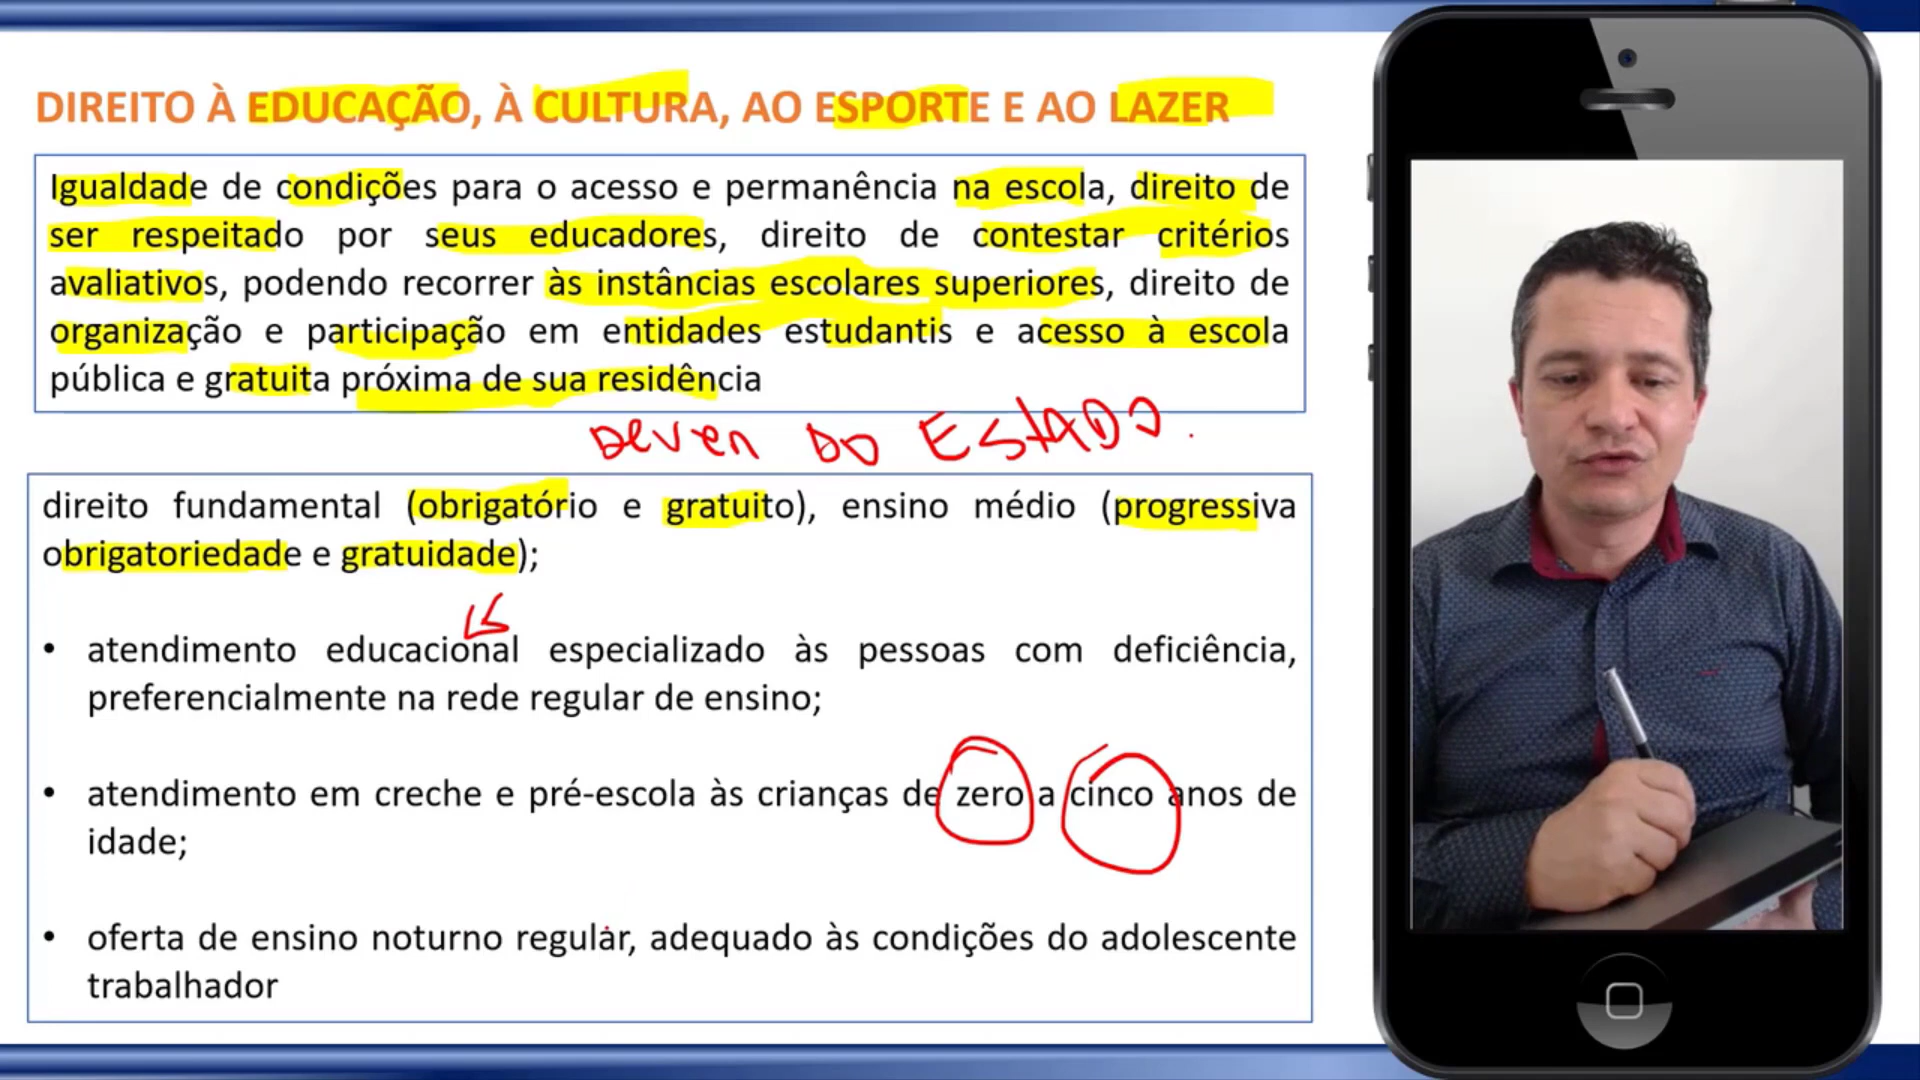 DIREITO À EDUCAÇÃO, À CULTURA, AO ESPORTE E AO LAZER
Igualdade de condições para o acesso e permanência na escola, direito de
ser respeitado por seus educadores, direito de contestar critérios
avaliativos, podendo recorrer às instâncias escolares superiores, direito de
organização e participação em entidades estudantis e acesso à escola
pública e gratuita próxima de sua residência
DEVER DO ESTADO.
direito fundamental (obrigatório e gratuito), ensino médio (progressiva
obrigatoriedade e gratuidade);
• atendimento educacional especializado às pessoas com deficiência,
preferencialmente na rede regular de ensino;
• atendimento em creche e pré-escola às crianças de zero a cinco anos de
idade;
• oferta de ensino noturno regular, adequado às condições do adolescente
trabalhador